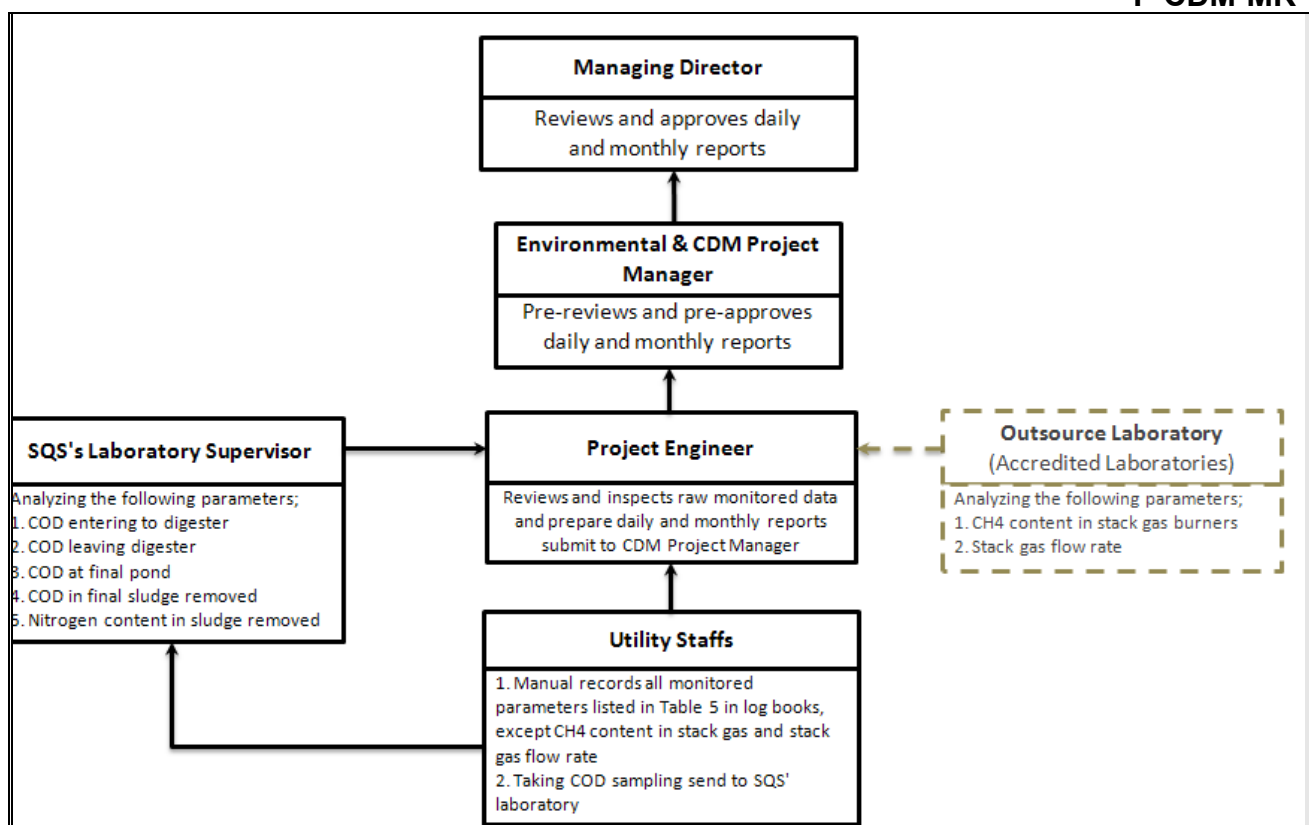 Managing Director
Reviews and approves daily
and monthly reports
Environmental & CDM Project
Manager
Pre-reviews and pre-approves
daily and monthly reports
SQS's Laboratory Supervisor
Analyzing the following parameters;
1. COD entering to digester
2. COD leaving digester
3. COD at final pond
4. COD in final sludge removed
5. Nitrogen content in sludge removed
Project Engineer
Reviews and inspects raw monitored data
and prepare daily and monthly reports
submit to CDM Project Manager
Outsource Laboratory
(Accredited Laboratories)
Analyzing the following parameters;
1. CH4 content in stack gas burners
2. Stack gas flow rate
Utility Staffs
1. Manual records all monitored
parameters listed in Table 5 in log books,
except CH4 content in stack gas and stack
gas flow rate
2. Taking COD sampling send to SQS'
laboratory